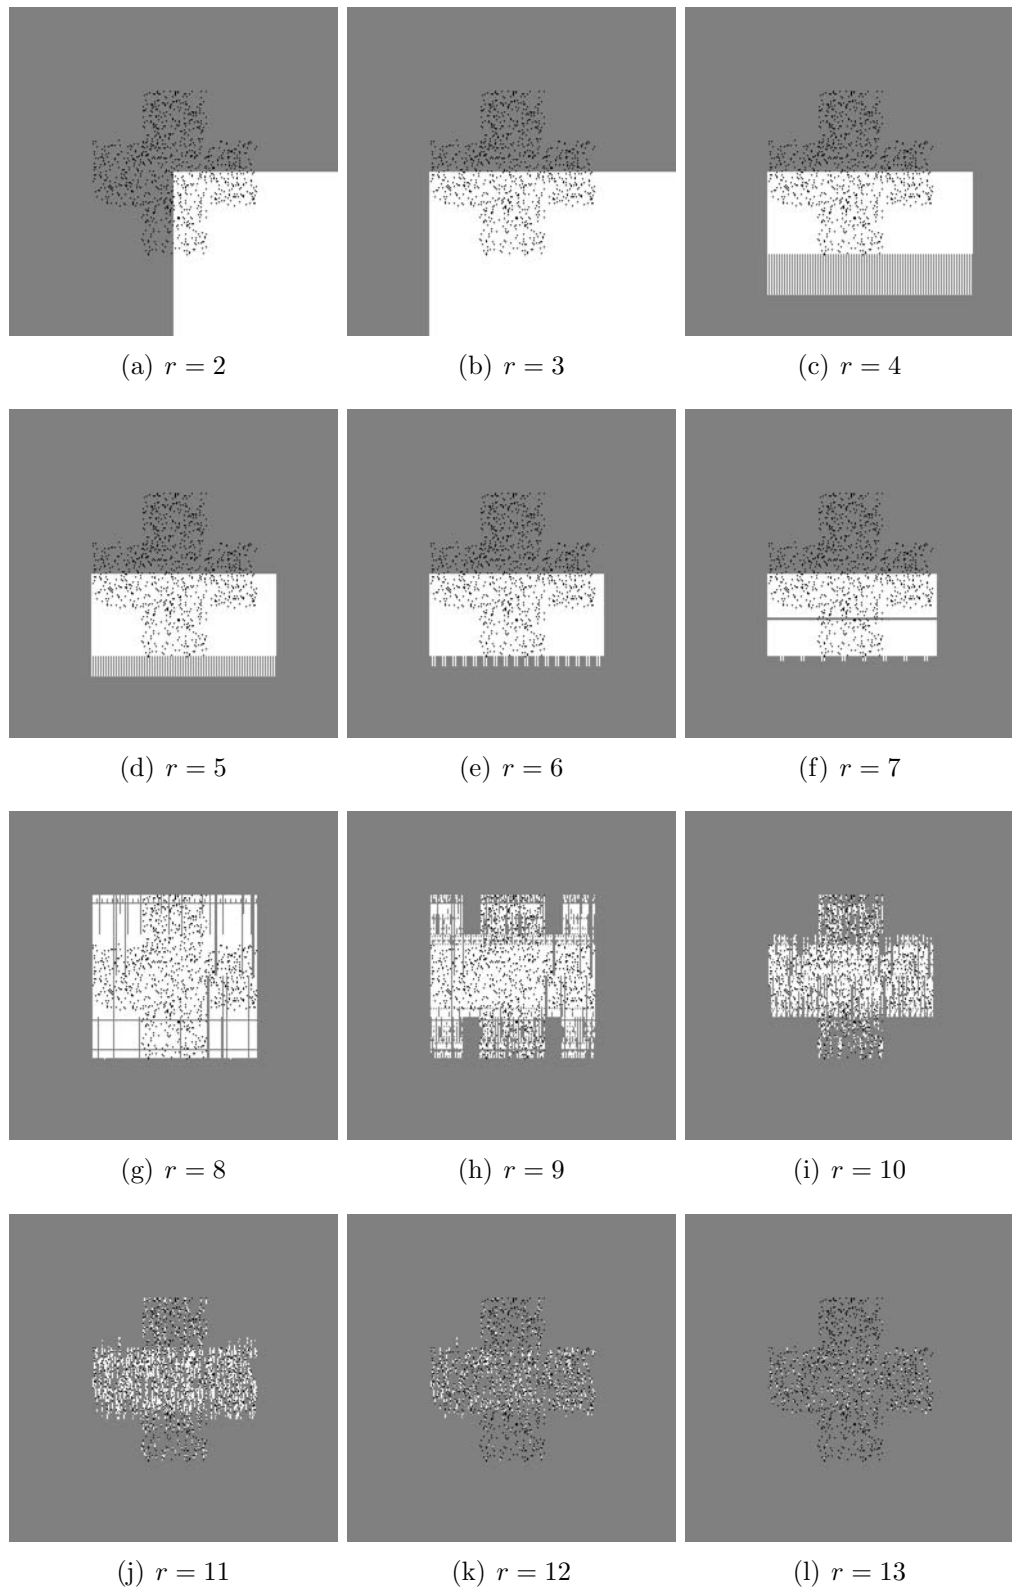 (a) r = 2
(b) r = 3
(c) r = 4
(d) r = 5
(e) r = 6
(f) r = 7
(g) r = 8
(h) r = 9
(i) r = 10
(j) r = 11
(k) r = 12
(l) r = 13